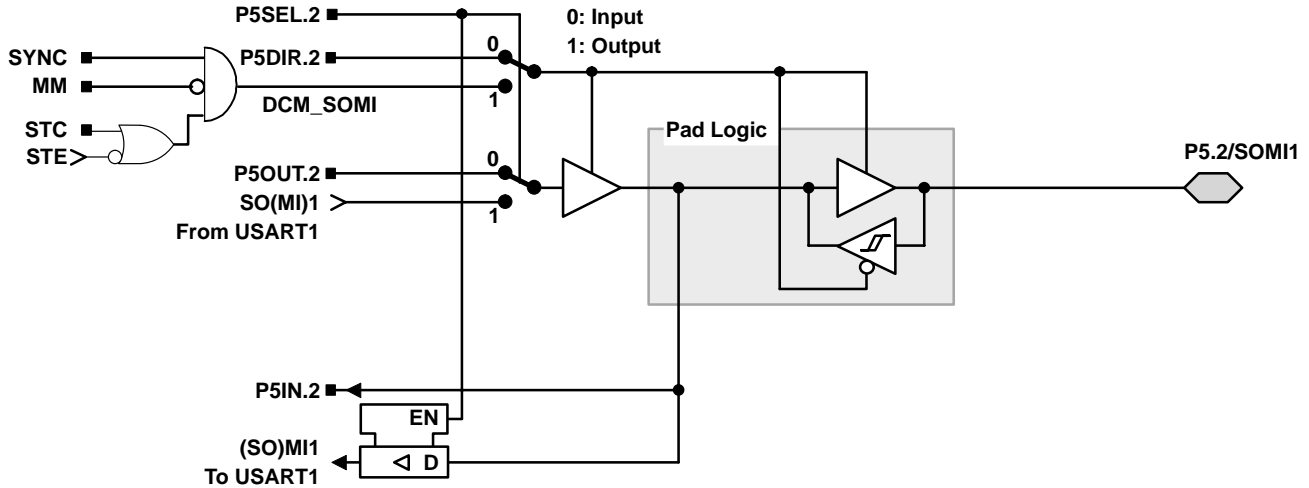 P5SEL.2
0: Input
1: Output
SYNC
MM
STC
STE
P5DIR.2
0
1
DCM_SOMI
Pad Logic
P5.2/SOMI1
P5OUT.2
0
SO(MI)1
1
From USART1
P5IN.2
EN
(SO)MI1
D
To USART1